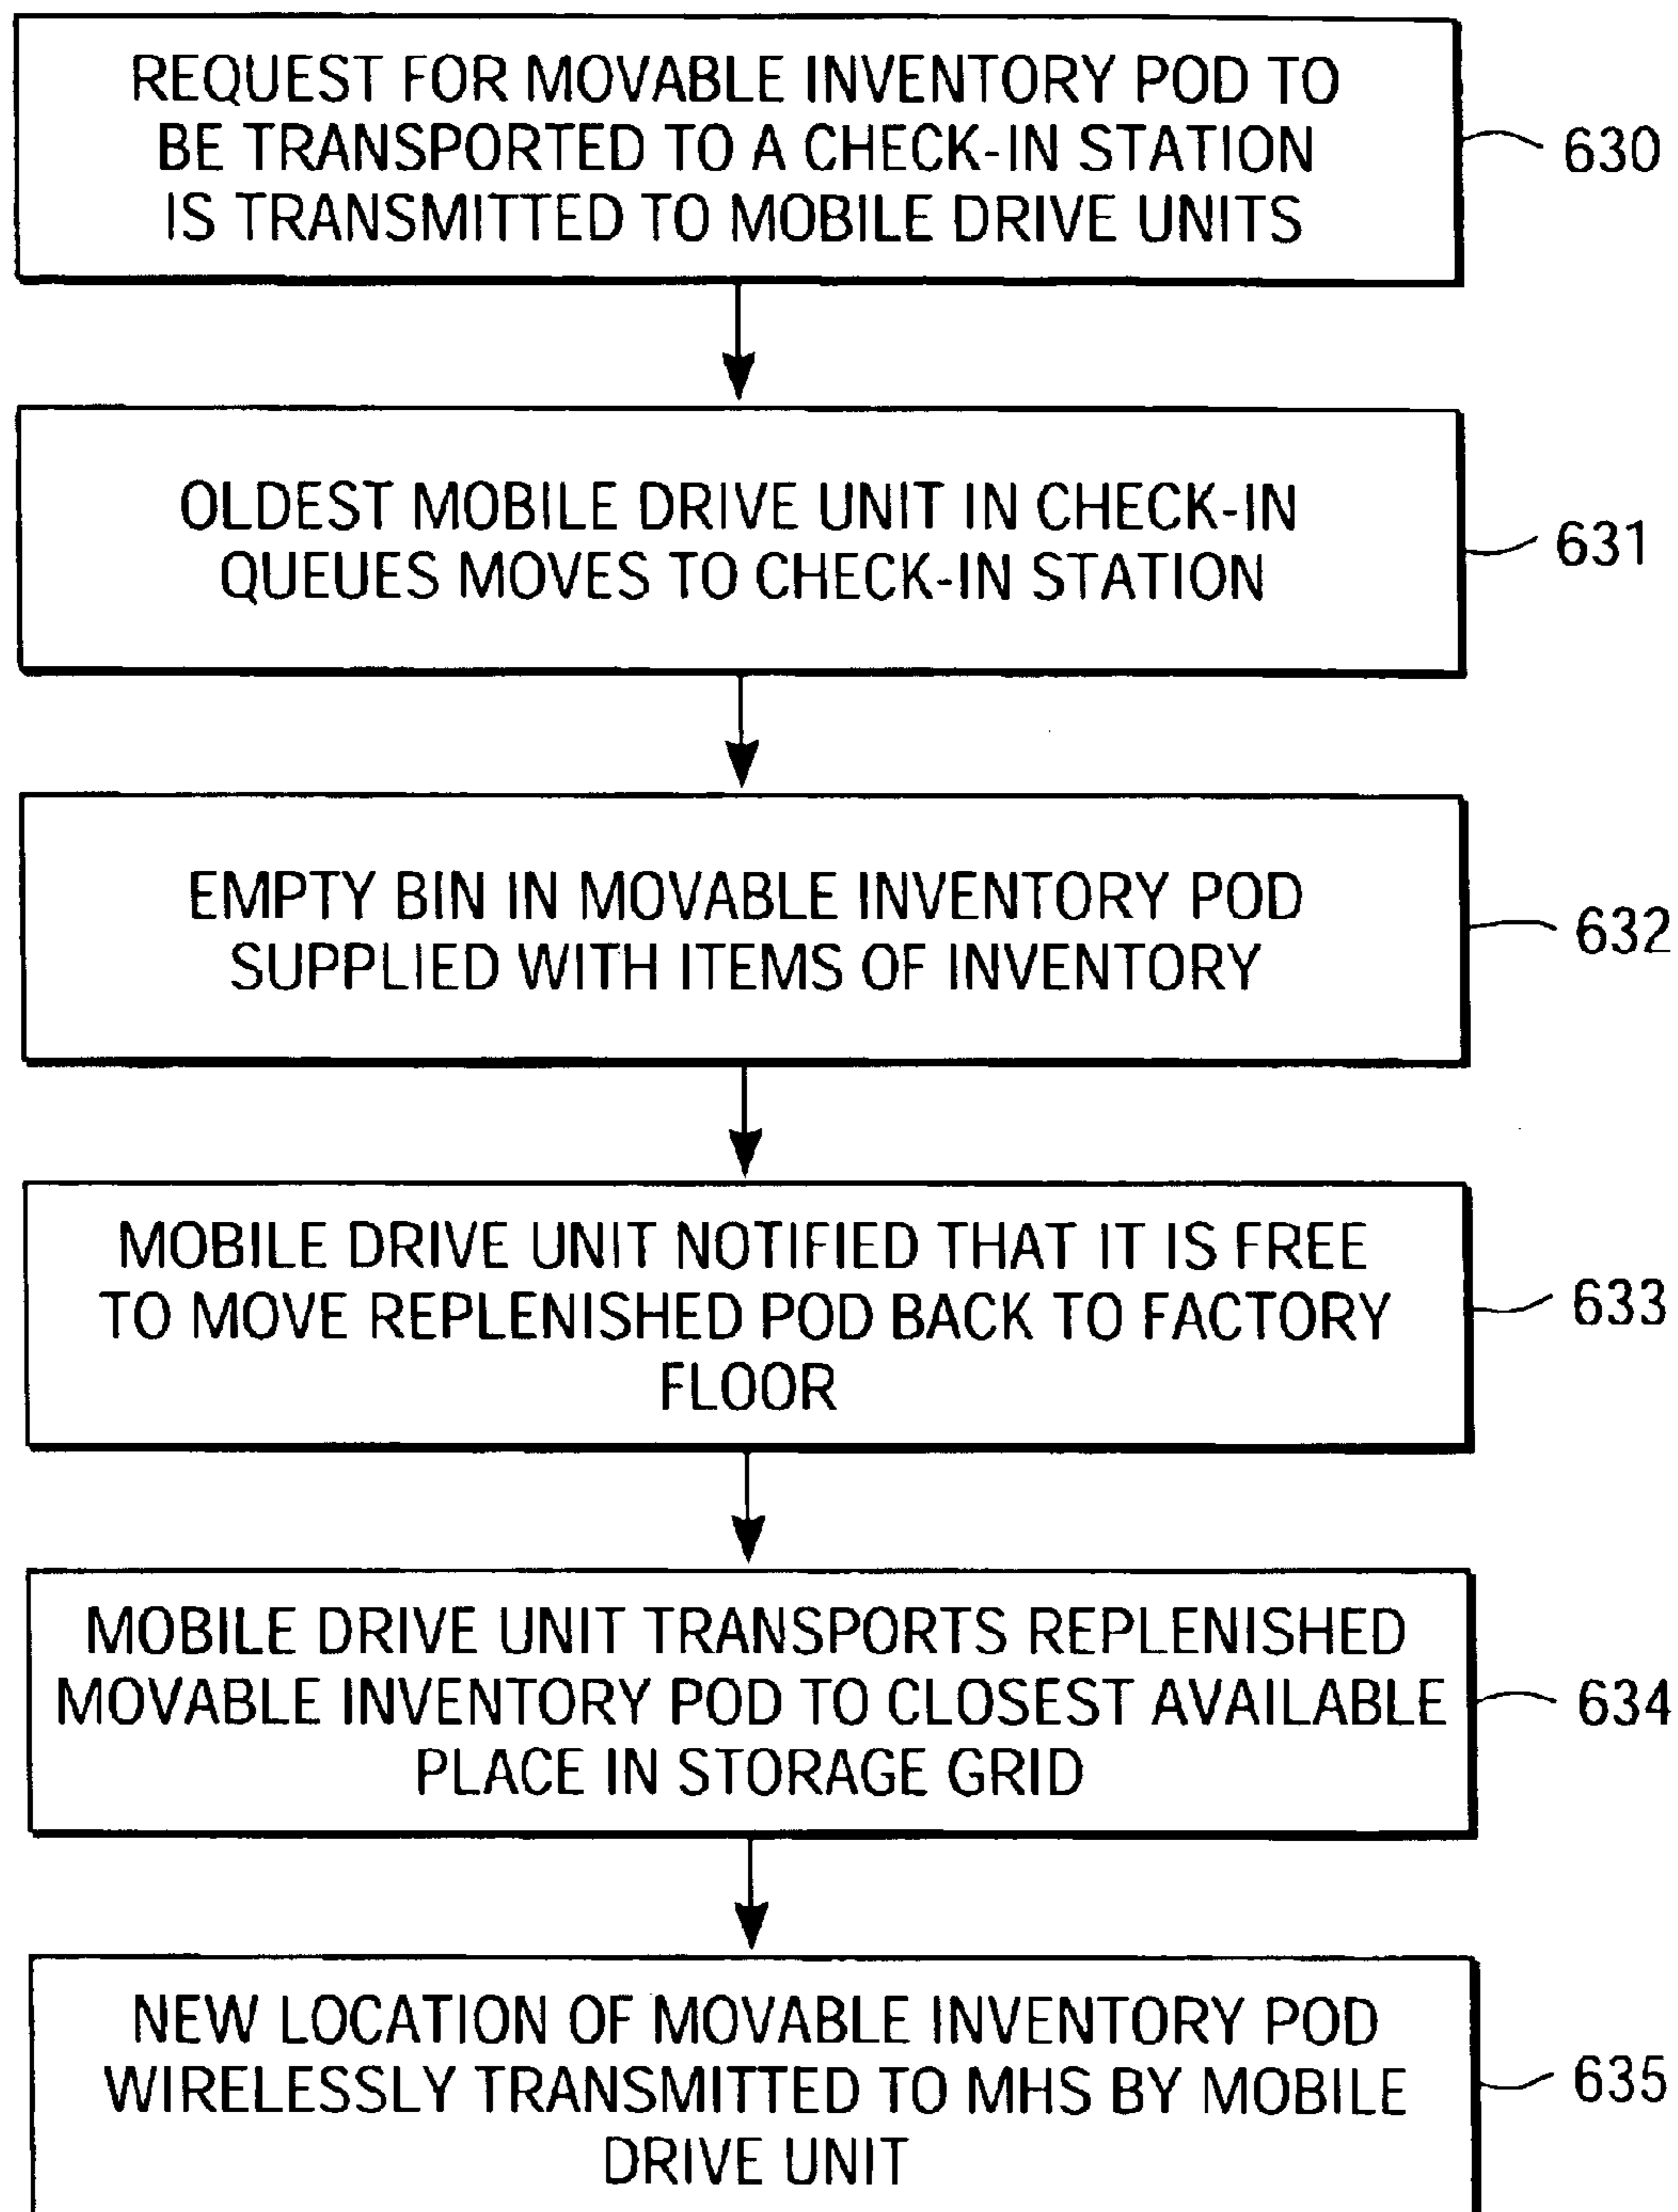 REQUEST FOR MOVABLE INVENTORY POD TO
BE TRANSPORTED TO A CHECK-IN STATION
IS TRANSMITTED TO MOBILE DRIVE UNITS
630
OLDEST MOBILE DRIVE UNIT IN CHECK-IN
QUEUES MOVES TO CHECK-IN STATION
631
EMPTY BIN IN MOVABLE INVENTORY POD
SUPPLIED WITH ITEMS OF INVENTORY
632
MOBILE DRIVE UNIT NOTIFIED THAT IT IS FREE
TO MOVE REPLENISHED POD BACK TO FACTORY
FLOOR
633
MOBILE DRIVE UNIT TRANSPORTS REPLENISHED
MOVABLE INVENTORY POD TO CLOSEST AVAILABLE
PLACE IN STORAGE GRID
634
NEW LOCATION OF MOVABLE INVENTORY POD
WIRELESSLY TRANSMITTED TO MHS BY MOBILE
DRIVE UNIT
635